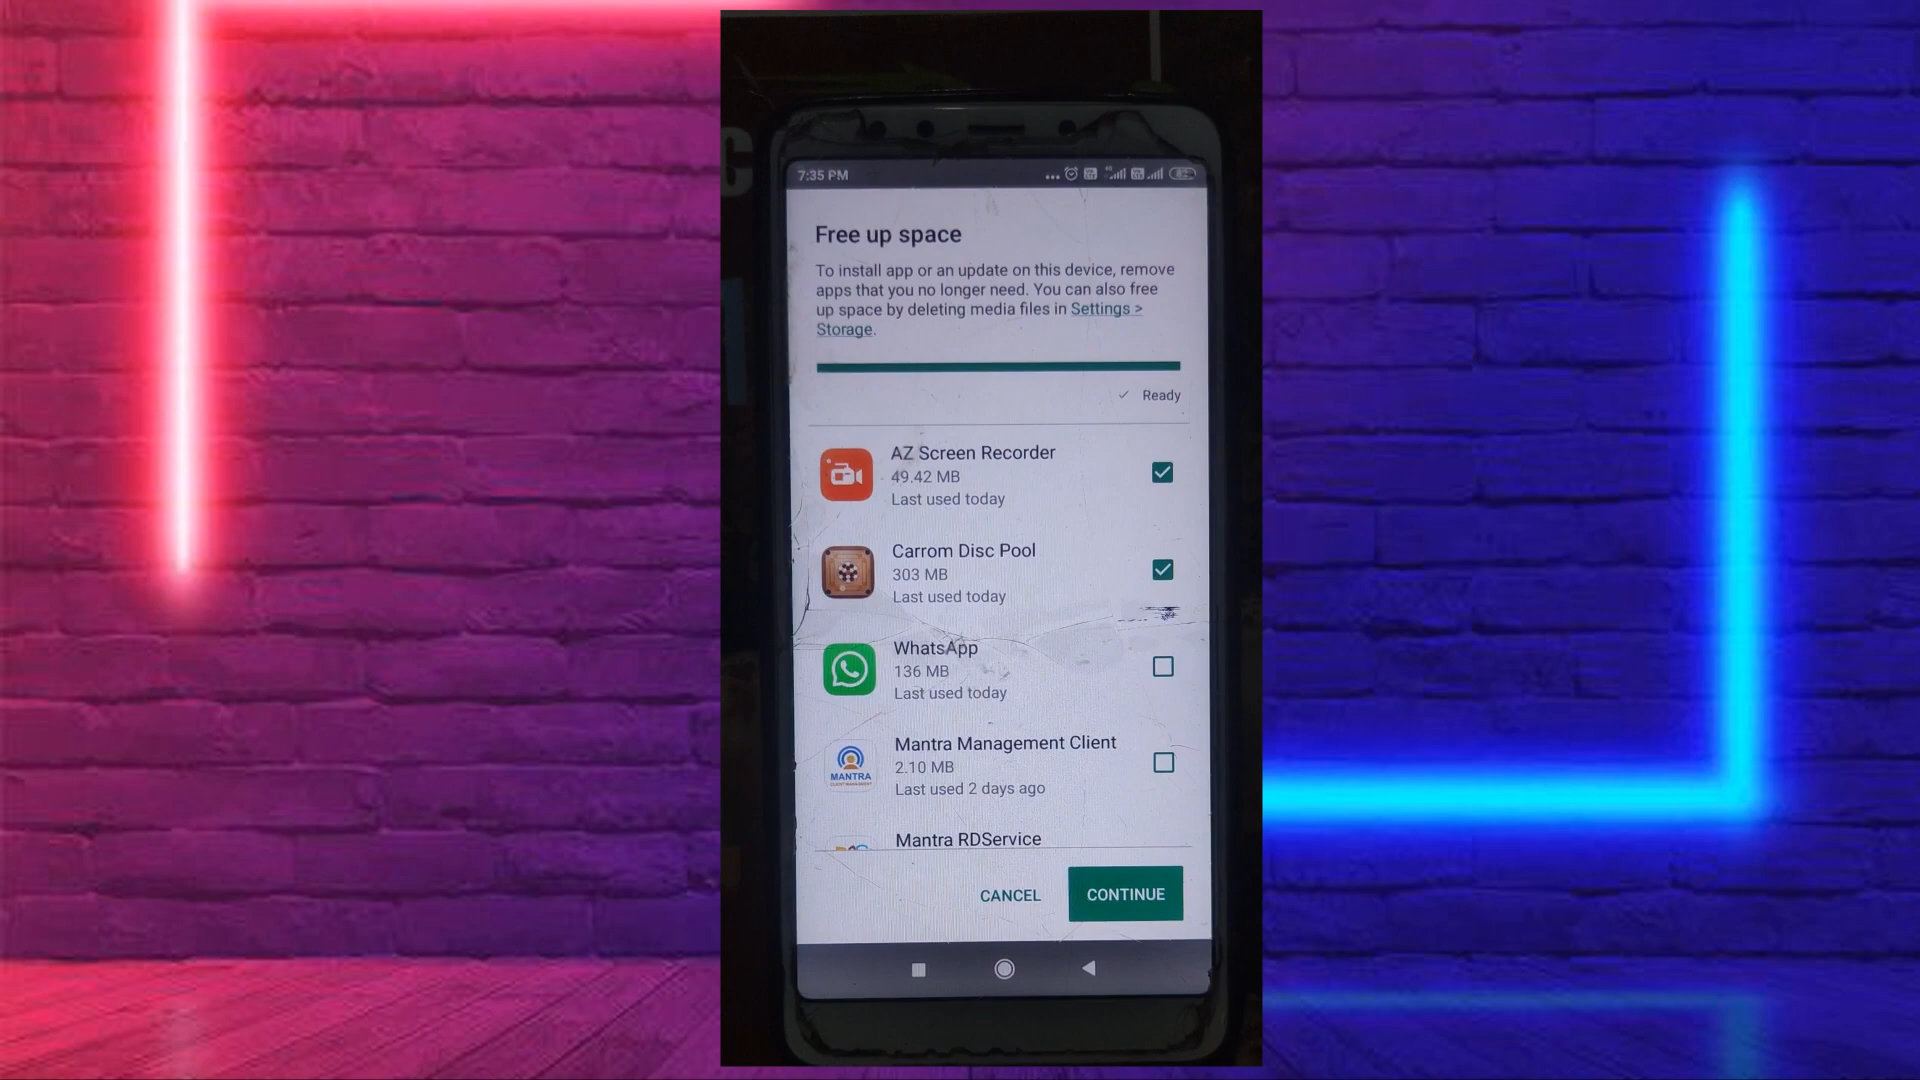 7:35 PM
Free up space
To install app or an update on this device, remove
apps that you no longer need. You can also free
up space by deleting media files in Settings >
Storage.
✓ Ready
AZ Screen Recorder
49.42 MB
Last used today
Carrom Disc Pool
303 MB
Last used today
WhatsApp
136 MB
Last used today
Mantra Management Client
2.10 MB
Last used 2 days ago
MANTRA
Mantra RDService
CANCEL
CONTINUE